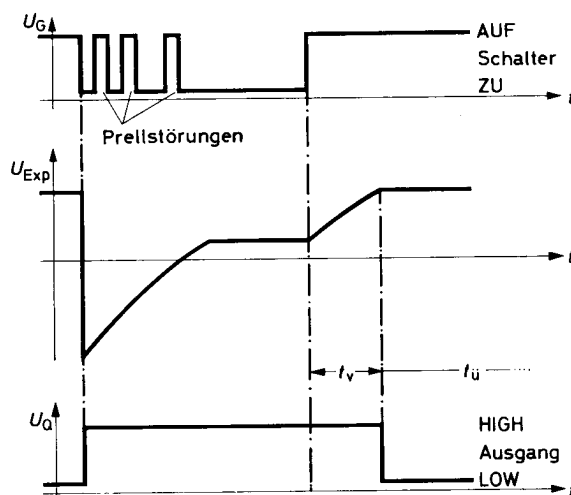 U_G
AUF
Schalter
ZU
t
Prellstörungen
U_Exp
t
t_v
t_ü
U_Q
HIGH
Ausgang
LOW
t